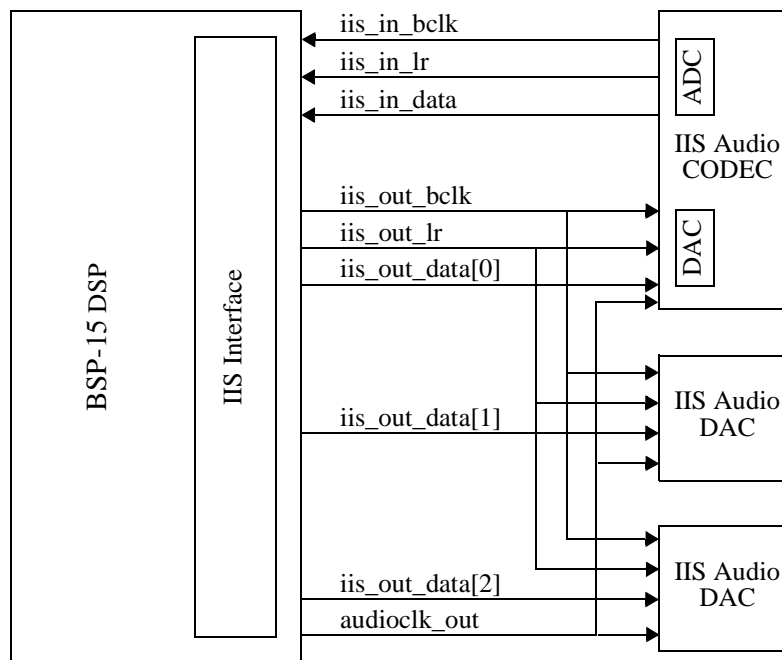 iis_in_bclk
iis_in_lr
iis_in_data
ADC
IIS Audio
CODEC
iis_out_bclk
iis_out_lr
iis_out_data[0]
DAC
BSP-15 DSP
IIS Interface
iis_out_data[1]
IIS Audio
DAC
iis_out_data[2]
audioclk_out
IIS Audio
DAC